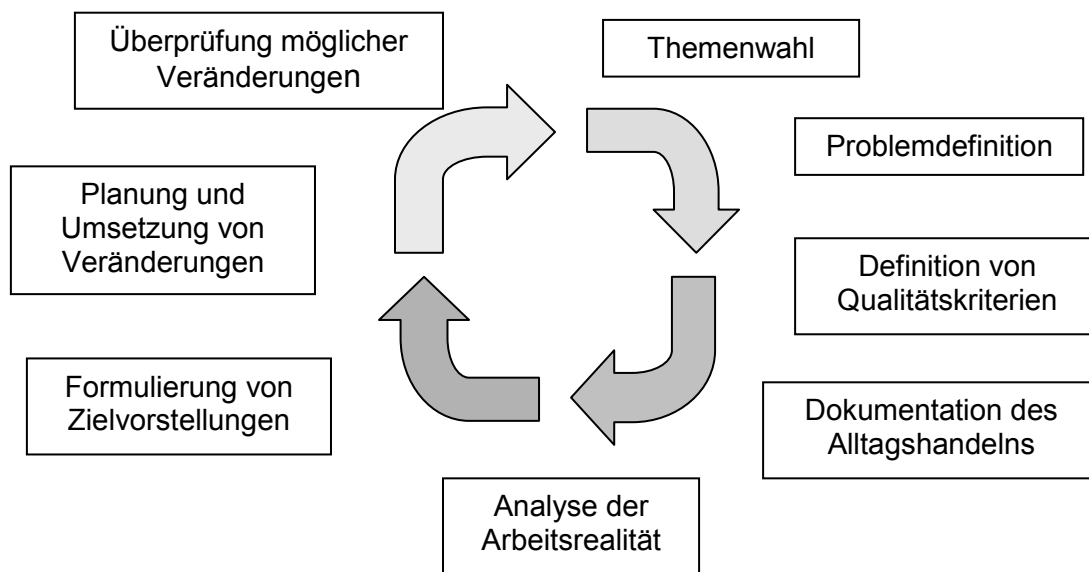 Überprüfung möglicher
Veränderungen
Themenwahl
Problemdefinition
Planung und
Umsetzung von
Veränderungen
Definition von
Qualitätskriterien
Formulierung von
Zielvorstellungen
Dokumentation des
Alltagshandelns
Analyse der
Arbeitsrealität